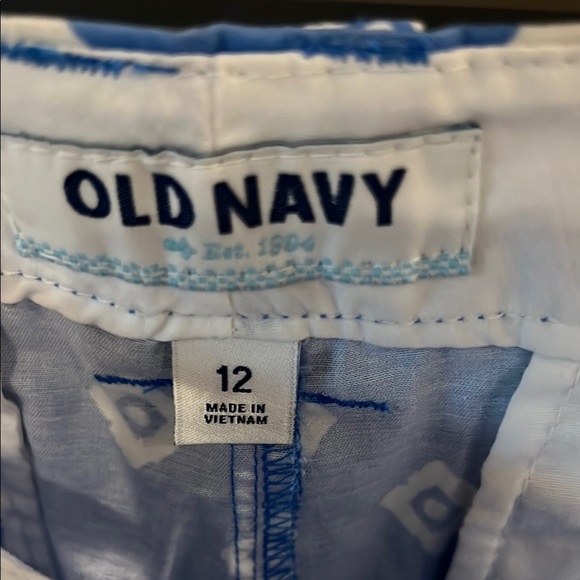 OLD NAVY
Est. 1994
12
MADE IN
VIETNAM